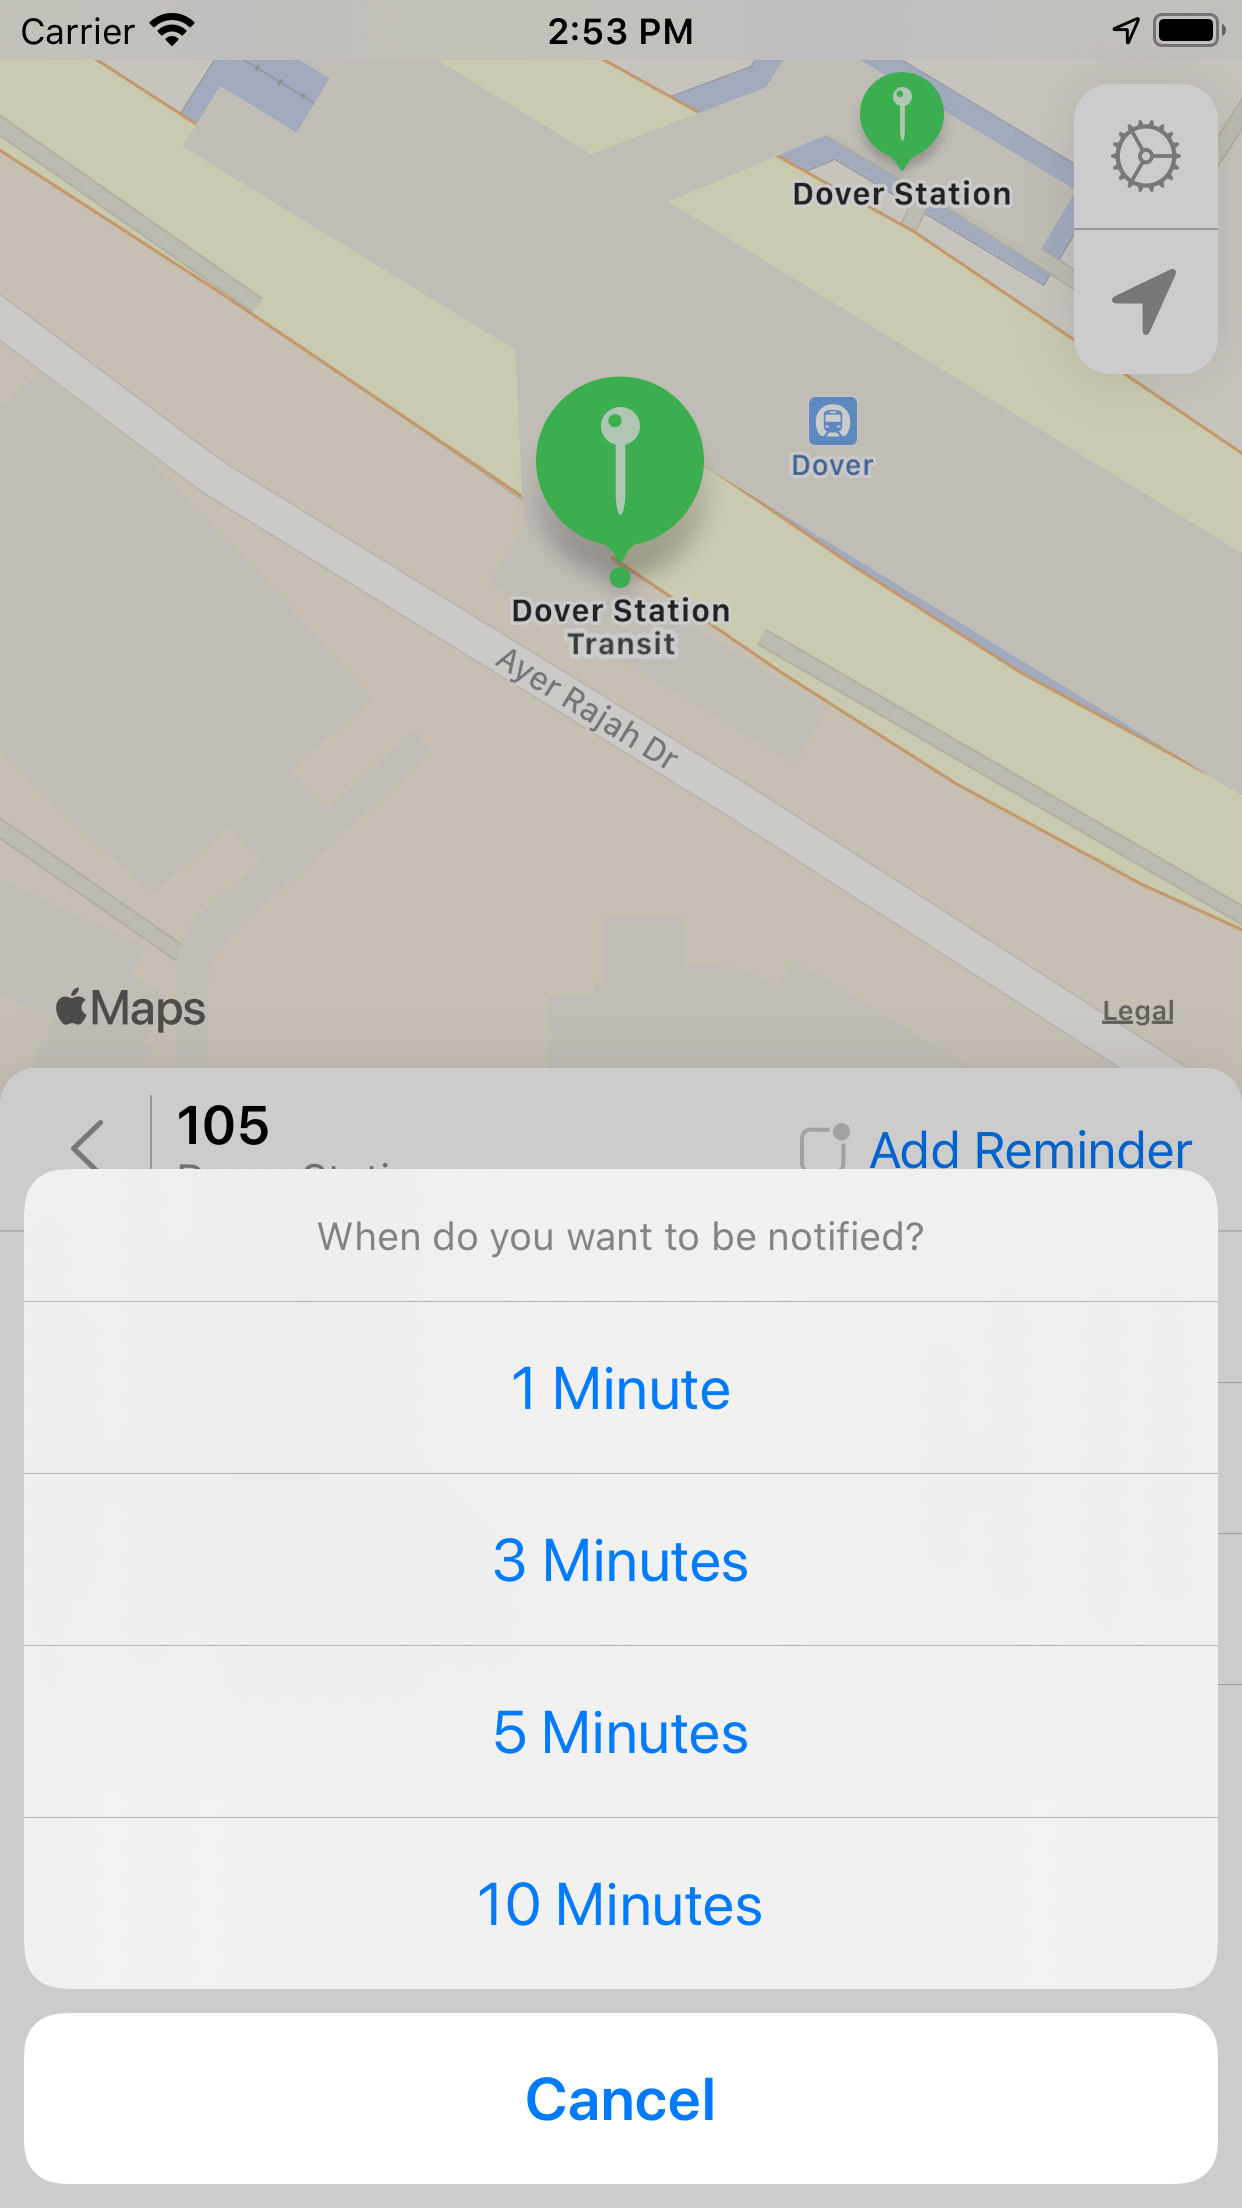 Carrier
2:53 PM
Dover Station
Dover
Dover Station
Transit
Ayer Rajah Dr
Maps
Legal
105
Add Reminder
When do you want to be notified?
1 Minute
3 Minutes
5 Minutes
10 Minutes
Cancel